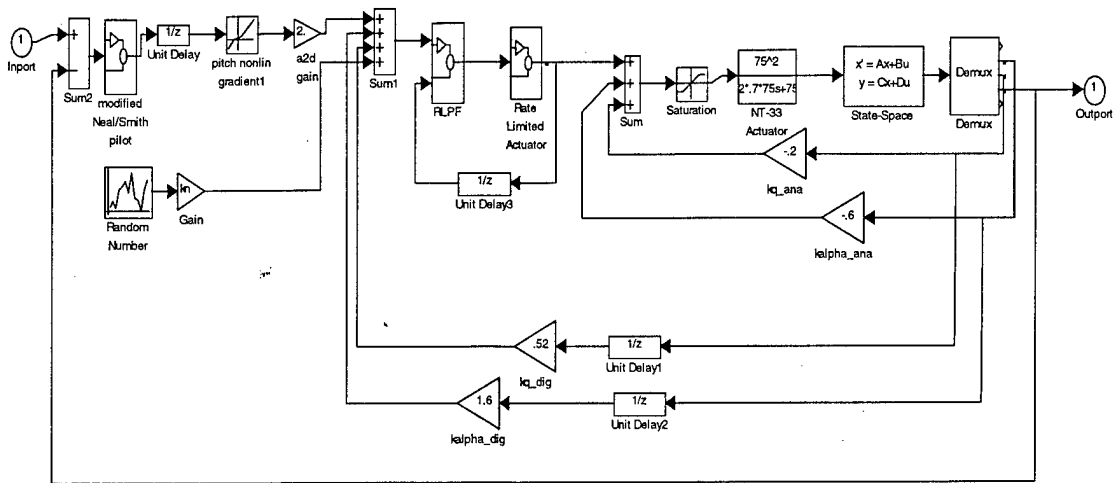 1
Inport
+
−
Sum2
modified
Neal/Smith
pilot
1/z
Unit Delay
pitch nonlin
gradient1
2.
a2d
gain
+
+
+
+
Sum1
RLPF
Rate
Limited
Actuator
1/z
Unit Delay3
+
+
+
Sum
Saturation
75^2
2*.7*75s+75
NT-33
Actuator
x' = Ax+Bu
y = Cx+Du
State-Space
Demux
Demux
1
Outport
Random
Number
kn
Gain
-.2
kq_ana
-.6
kalpha_ana
.52
kq_dig
1/z
Unit Delay1
1.6
kalpha_dig
1/z
Unit Delay2